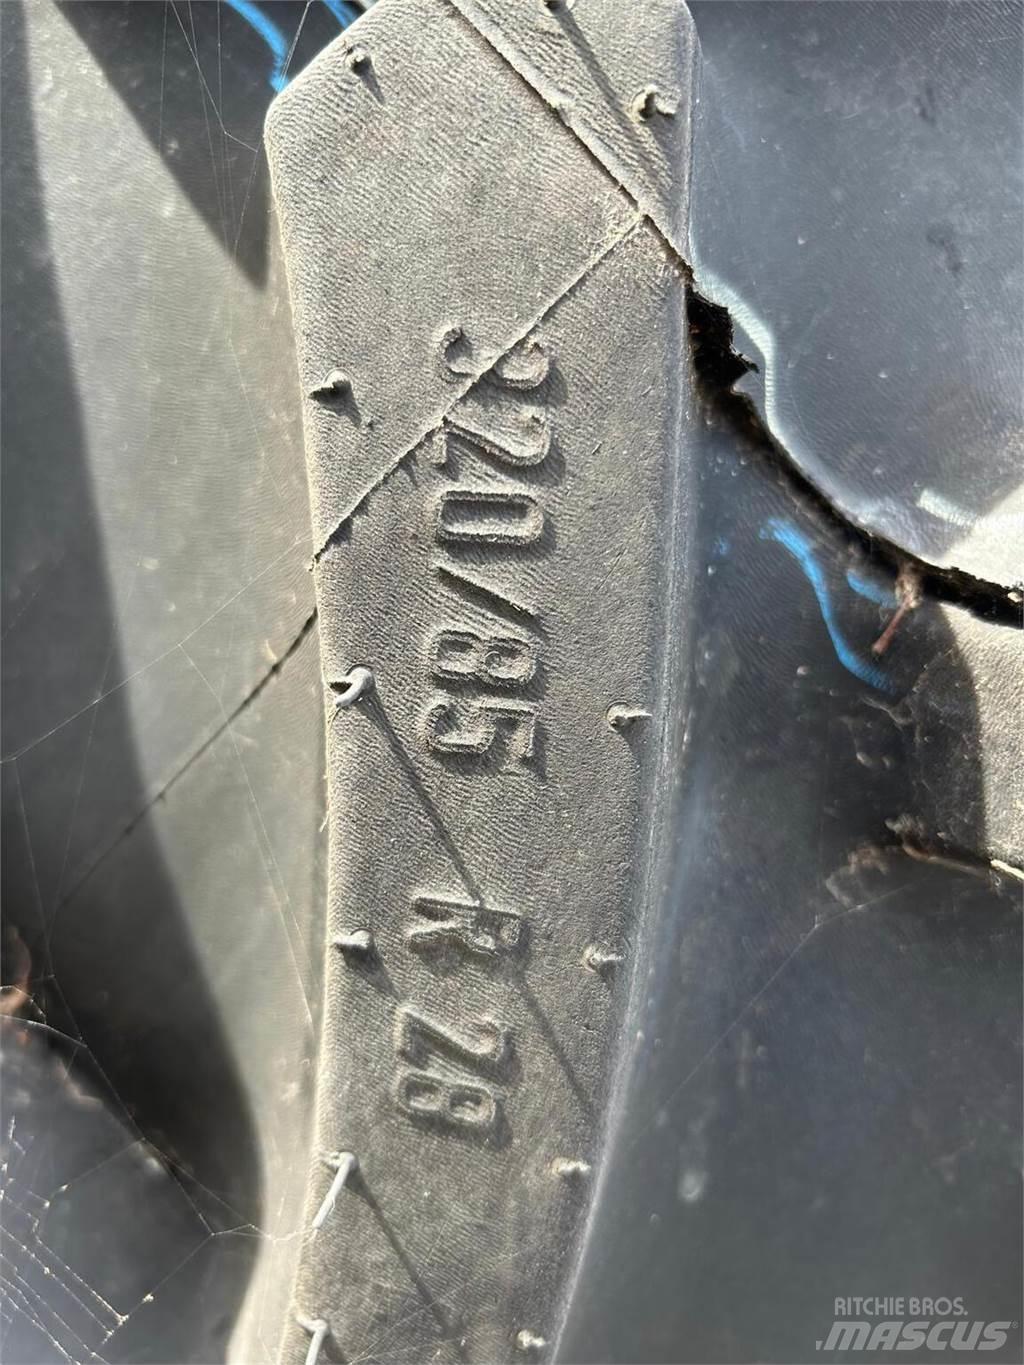 320/85 R 28
RITCHIE BROS.
MASCUS